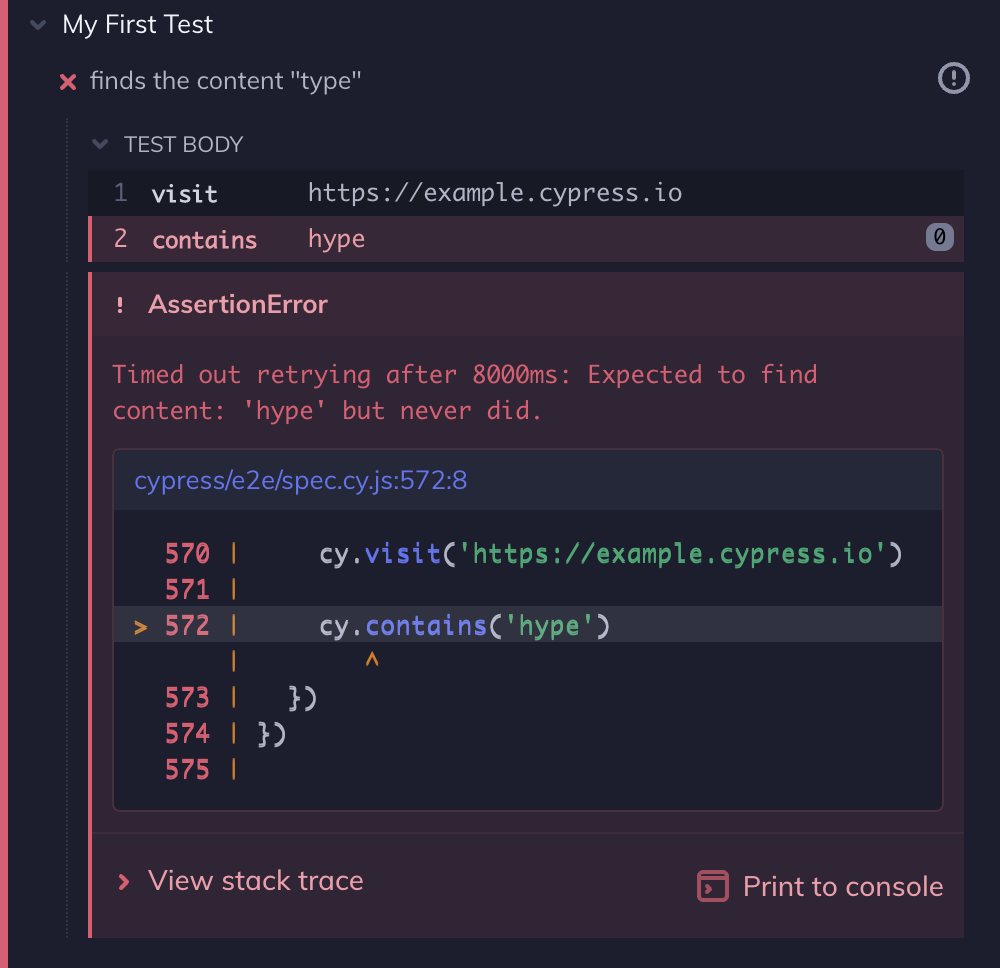 My First Test
finds the content "type"
TEST BODY
1 visit https://example.cypress.io
2 contains hype 0
! AssertionError
Timed out retrying after 8000ms: Expected to find
content: 'hype' but never did.
cypress/e2e/spec.cy.js:572:8
570 |     cy.visit('https://example.cypress.io')
571 |
> 572 |     cy.contains('hype')
|        ^
573 |   })
574 | })
575 |
View stack trace
Print to console